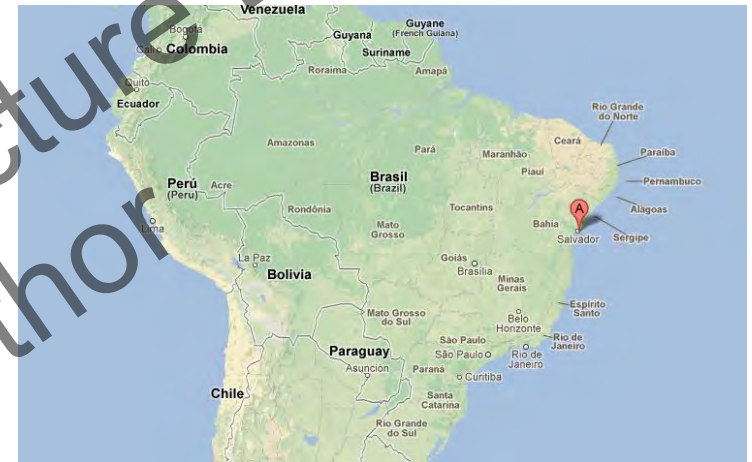 Venezuela
Bogotá
Guyane
(French Guiana)
Guyana
Cali
Colombia
Suriname
Roraima
Amapá
Quito
Ecuador
Rio Grande
do Norte
Amazonas
Pará
Maranhão
Ceará
Paraíba
Piauí
Perú
(Peru)
Acre
Brasil
(Brazil)
Pernambuco
Rondônia
Tocantins
A
Alagoas
Lima
Mato
Grosso
Bahia
Salvador
Sergipe
La Paz
Bolivia
Goiás
Brasília
Minas
Gerais
Mato Grosso
do Sul
Espírito
Santo
Belo
Horizonte
São Paulo
Rio de
Janeiro
Paraguay
São Paulo
Rio de
Janeiro
Asunción
Paraná
Curitiba
Chile
Santa
Catarina
Rio Grande
do Sul
cture
thor